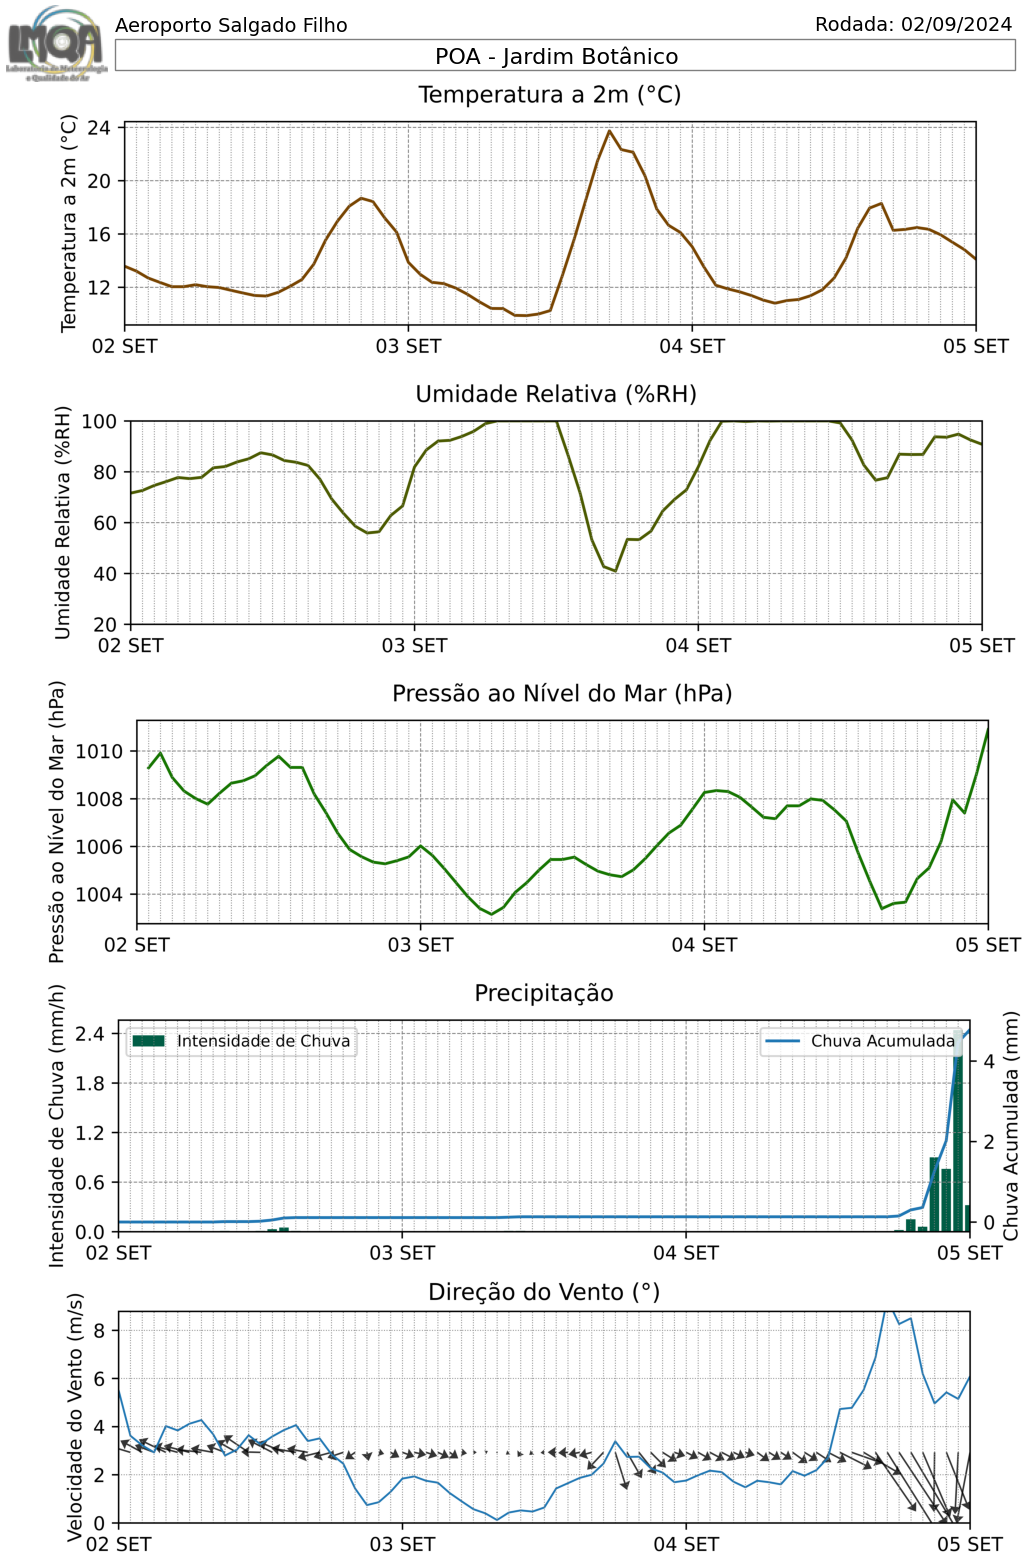 LMQA
Laboratório de Meteorologia
e Qualidade do Ar
Aeroporto Salgado Filho
Rodada: 02/09/2024
POA - Jardim Botânico
Temperatura a 2m (°C)
Temperatura a 2m (°C)
24
20
16
12
02 SET 03 SET 04 SET 05 SET
Umidade Relativa (%RH)
Umidade Relativa (%RH)
100
80
60
40
20
02 SET 03 SET 04 SET 05 SET
Pressão ao Nível do Mar (hPa)
Pressão ao Nível do Mar (hPa)
1010
1008
1006
1004
02 SET 03 SET 04 SET 05 SET
Precipitação
Intensidade de Chuva (mm/h)
2.4
1.8
1.2
0.6
0.0
Intensidade de Chuva
Chuva Acumulada
4
2
0
Chuva Acumulada (mm)
02 SET 03 SET 04 SET 05 SET
Direção do Vento (°)
Velocidade do Vento (m/s)
8
6
4
2
0
02 SET 03 SET 04 SET 05 SET